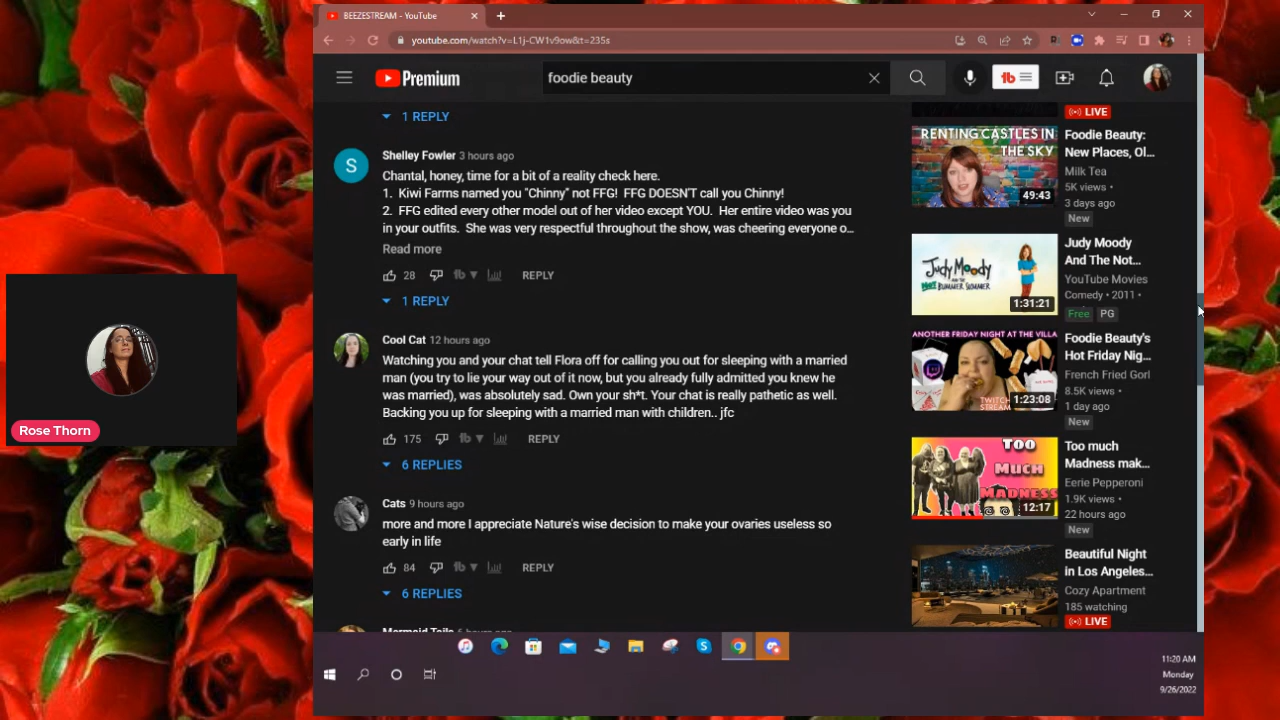 BEEZESTREAM - YouTube
youtube.com/watch?v=L1j-CW1v9ow&t=235s
Premium
foodie beauty
1 REPLY
Shelley Fowler 3 hours ago
Chantal, honey, time for a bit of a reality check here.
1. Kiwi Farms named you "Chinny" not FFG! FFG DOESN'T call you Chinny!
2. FFG edited every other model out of her video except YOU. Her entire video was you
in your outfits. She was very respectful throughout the show, was cheering everyone o...
Read more
28 REPLY
1 REPLY
Cool Cat 12 hours ago
Watching you and your chat tell Flora off for calling you out for sleeping with a married
man (you try to lie your way out of it now, but you already fully admitted you knew he
was married), was absolutely sad. Own your sh*t. Your chat is really pathetic as well.
Backing you up for sleeping with a married man with children.. jfc
175 REPLY
6 REPLIES
Cats 9 hours ago
more and more I appreciate Nature's wise decision to make your ovaries useless so
early in life
84 REPLY
6 REPLIES
LIVE
RENTING CASTLES IN
THE SKY
49:43
Foodie Beauty:
New Places, Ol...
Milk Tea
5K views •
3 days ago
New
Judy Moody
AND THE NOT
BUMMER SUMMER
1:31:21
Judy Moody
And The Not...
YouTube Movies
Comedy • 2011 •
Free PG
ANOTHER FRIDAY NIGHT AT THE VILLA
TWITCH
STREAM
1:23:08
Foodie Beauty's
Hot Friday Nig...
French Fried Gorl
8.5K views •
1 day ago
New
Too
Much
Madness
12:17
Too much
Madness mak...
Eerie Pepperoni
1.9K views •
22 hours ago
New
Beautiful Night
in Los Angeles...
Cozy Apartment
185 watching
LIVE
Rose Thorn
11:20 AM
Monday
9/26/2022